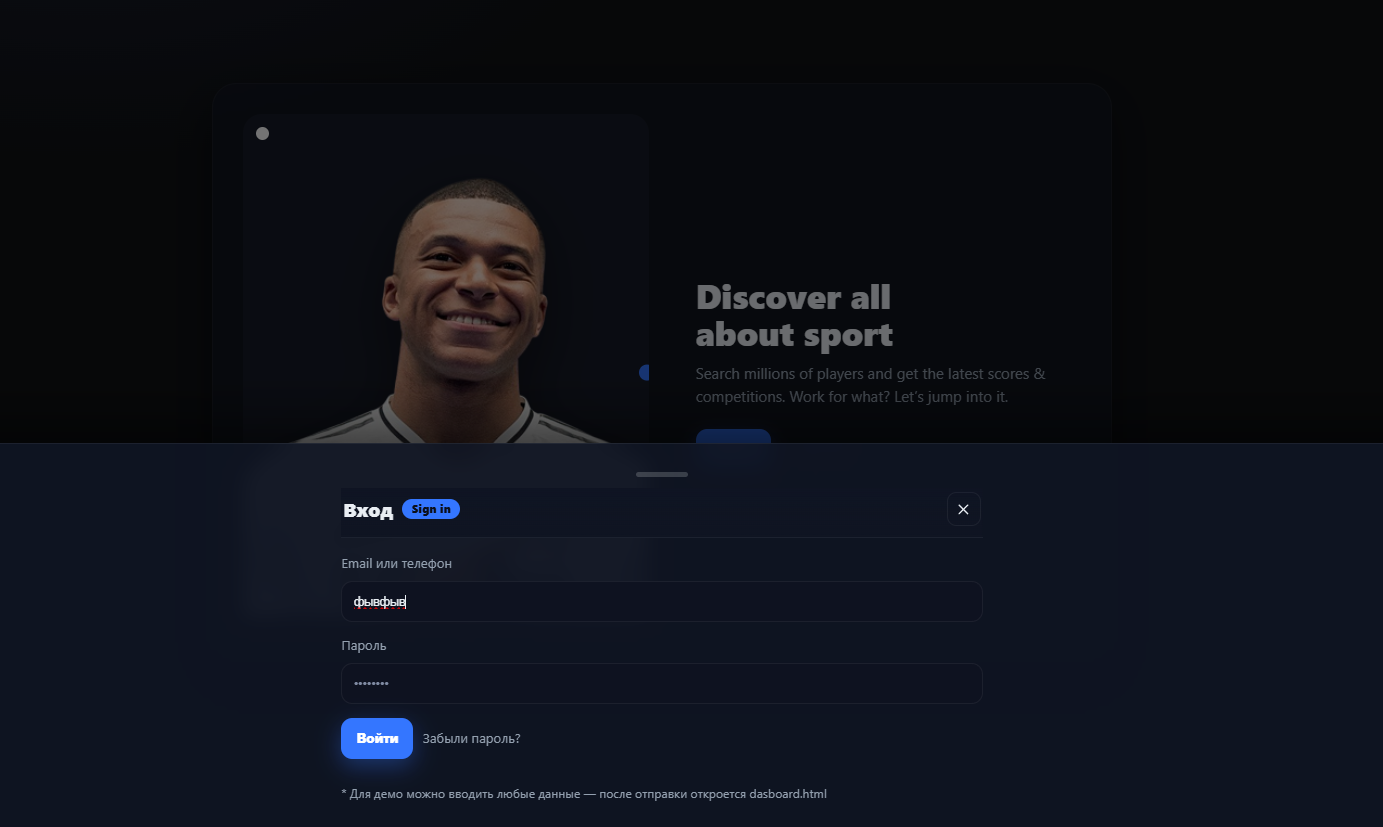 Discover all
about sport
Search millions of players and get the latest scores &
competitions. Work for what? Let's jump into it.
Вход Sign in
Email или телефон
фывфыв
Пароль
••••••••
Войти Забыли пароль?
* Для демо можно вводить любые данные — после отправки откроется dasboard.html